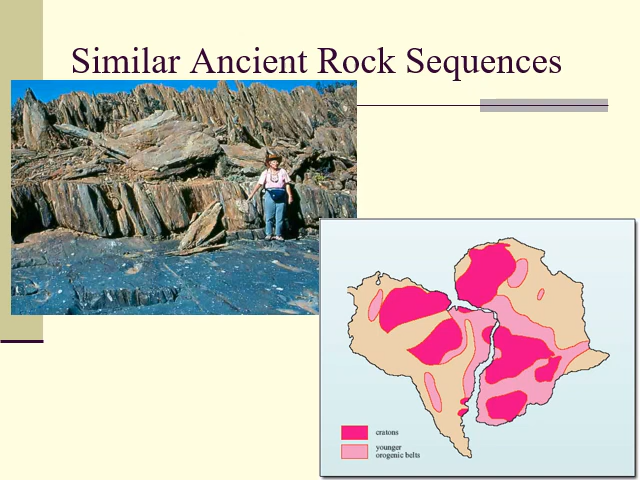 Similar Ancient Rock Sequences
cratons
younger
orogenic belts